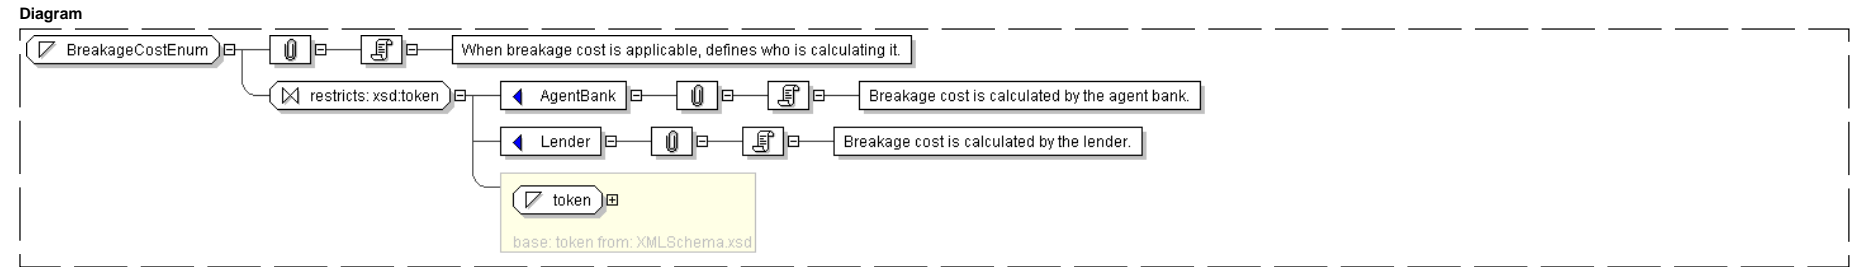 Diagram
BreakageCostEnum
When breakage cost is applicable, defines who is calculating it.
restricts: xsd:token
AgentBank
Breakage cost is calculated by the agent bank.
Lender
Breakage cost is calculated by the lender.
token
base: token from: XMLSchema.xsd